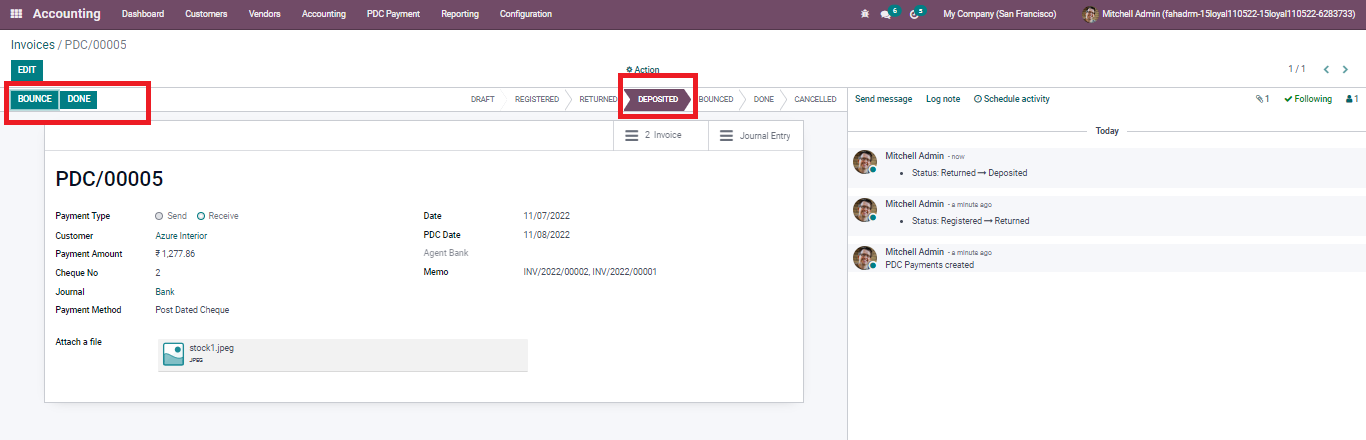 Accounting Dashboard Customers Vendors Accounting PDC Payment Reporting Configuration 6 5 My Company (San Francisco) Mitchell Admin (fahadrm-15loyal110522-15loyal110522-6283733)
Invoices / PDC/00005
EDIT Action 1 / 1
BOUNCE DONE DRAFT REGISTERED RETURNED DEPOSITED BOUNCED DONE CANCELLED
2 Invoice Journal Entry
PDC/00005
Payment Type Send Receive
Customer Azure Interior
Payment Amount ₹ 1,277.86
Cheque No 2
Journal Bank
Payment Method Post Dated Cheque
Date 11/07/2022
PDC Date 11/08/2022
Agent Bank
Memo INV/2022/00002, INV/2022/00001
Attach a file stock1.jpeg
JPEG
Send message Log note Schedule activity 1 Following 1
Today
Mitchell Admin - now
• Status: Returned → Deposited
Mitchell Admin - a minute ago
• Status: Registered → Returned
Mitchell Admin - a minute ago
PDC Payments created